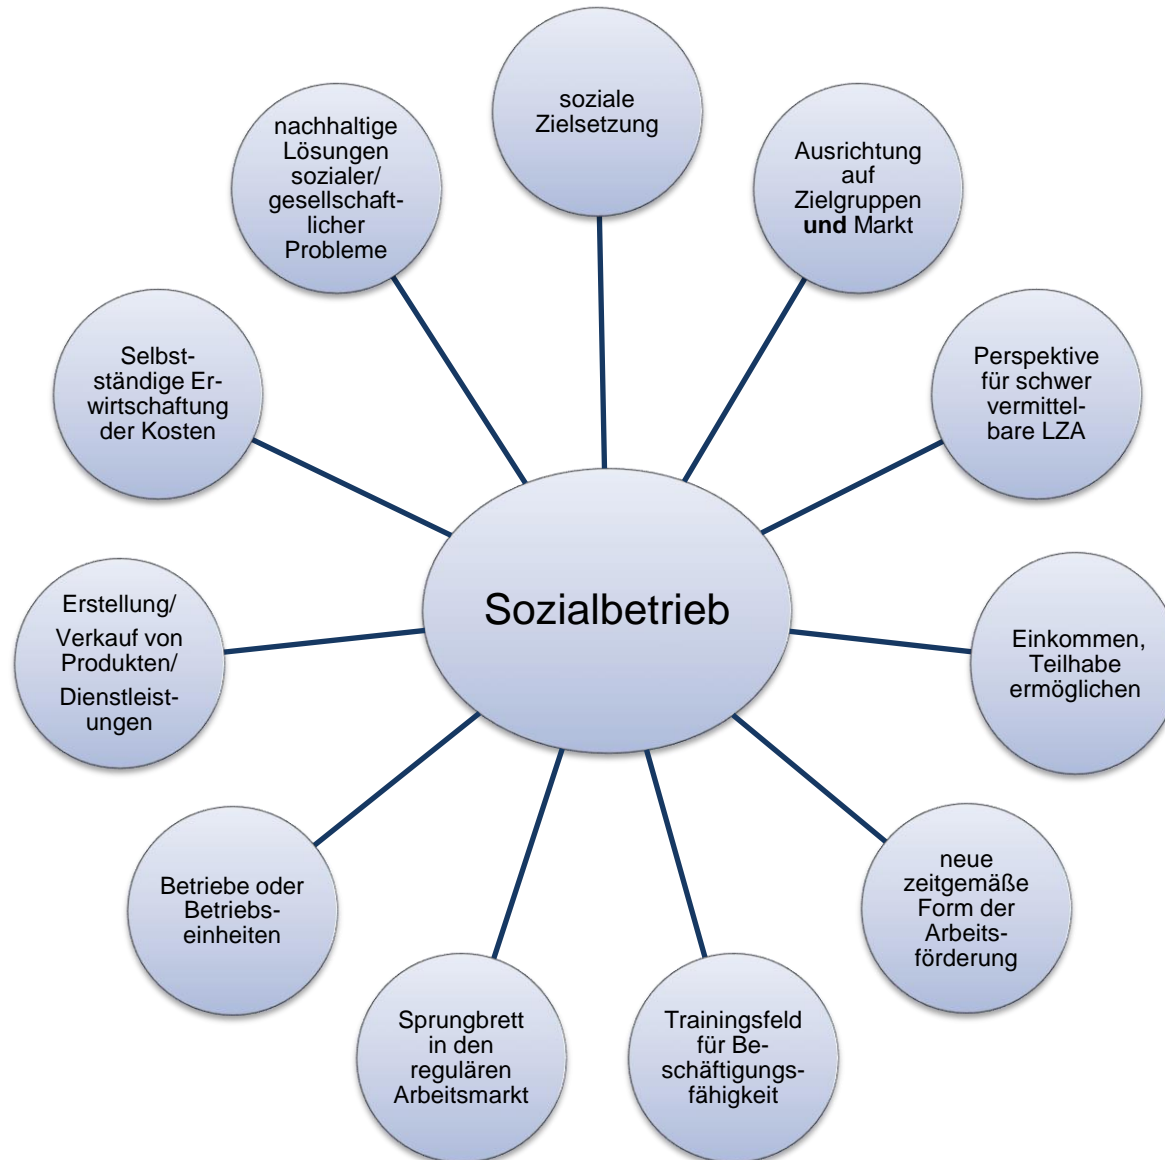 soziale
Zielsetzung
Ausrichtung
auf
Zielgruppen
und Markt
Perspektive
für schwer
vermittel-
bare LZA
Einkommen,
Teilhabe
ermöglichen
neue
zeitgemäße
Form der
Arbeits-
förderung
Trainingsfeld
für Be-
schäftigungs-
fähigkeit
Sprungbrett
in den
regulären
Arbeitsmarkt
Betriebe oder
Betriebs-
einheiten
Erstellung/
Verkauf von
Produkten/
Dienstleist-
ungen
Selbst-
ständige Er-
wirtschaftung
der Kosten
nachhaltige
Lösungen
sozialer/
gesellschaft-
licher
Probleme
Sozialbetrieb